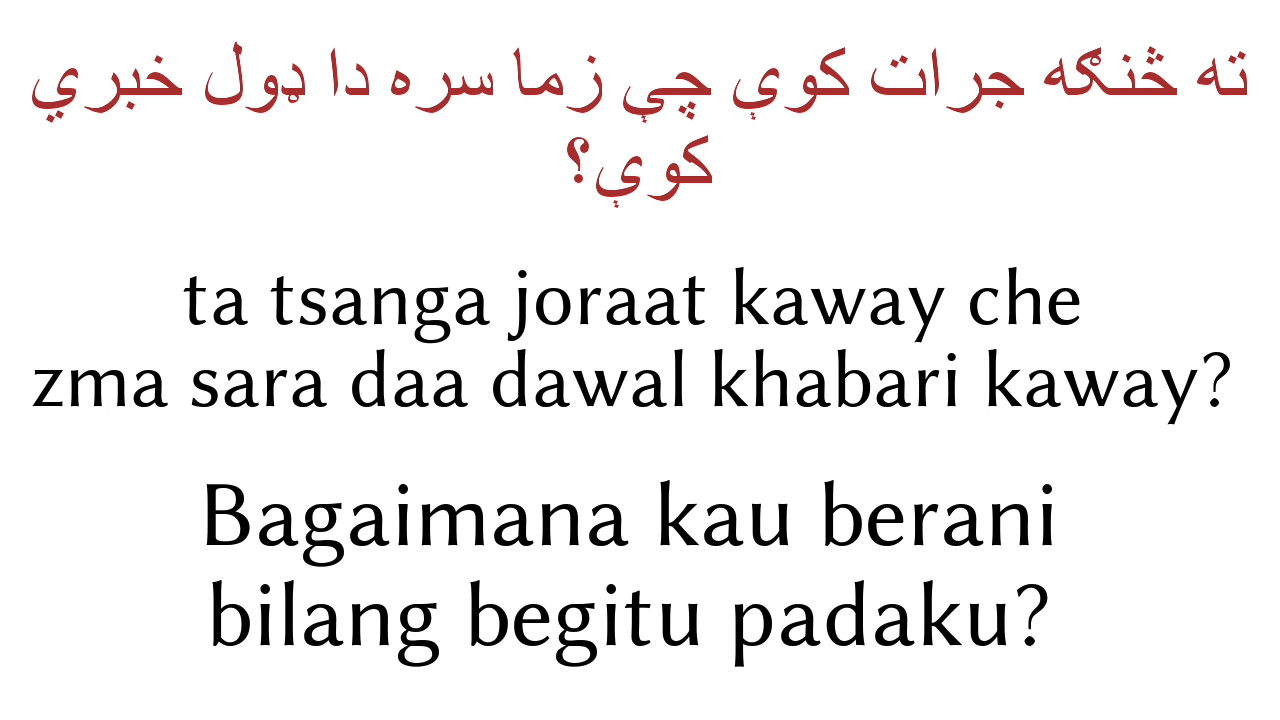 ته څنګه جرات کوې چې زما سره دا ډول خبرې
کوې؟
ta tsanga joraat kaway che
zma sara daa dawal khabari kaway?
Bagaimana kau berani
bilang begitu padaku?